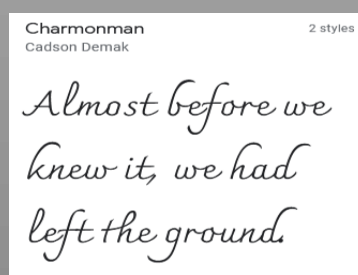 Charmonman 2 styles
Cadson Demak
Almost before we
knew it, we had
left the ground.